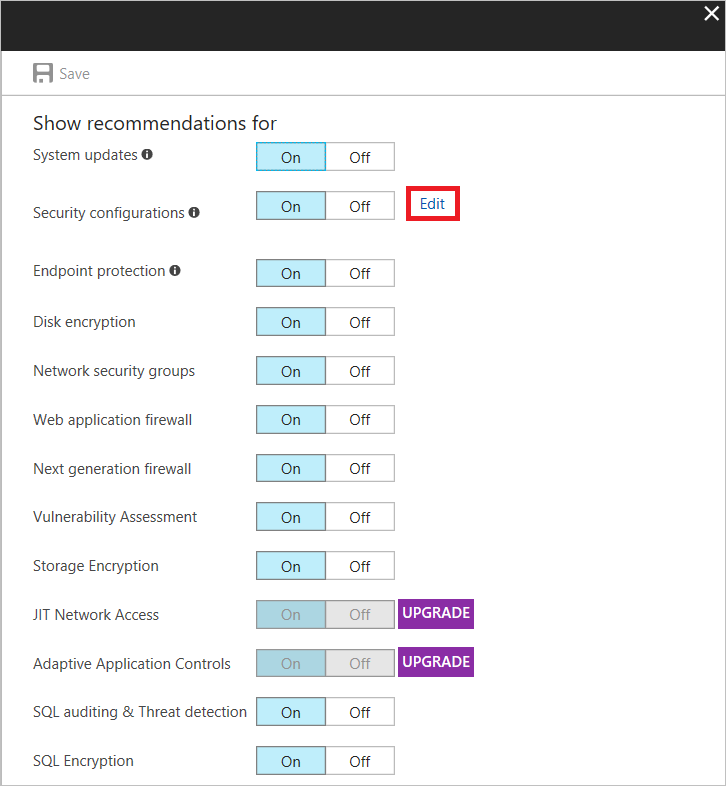 Save
Show recommendations for
System updates On Off
Security configurations On Off Edit
Endpoint protection On Off
Disk encryption On Off
Network security groups On Off
Web application firewall On Off
Next generation firewall On Off
Vulnerability Assessment On Off
Storage Encryption On Off
JIT Network Access On Off UPGRADE
Adaptive Application Controls On Off UPGRADE
SQL auditing & Threat detection On Off
SQL Encryption On Off